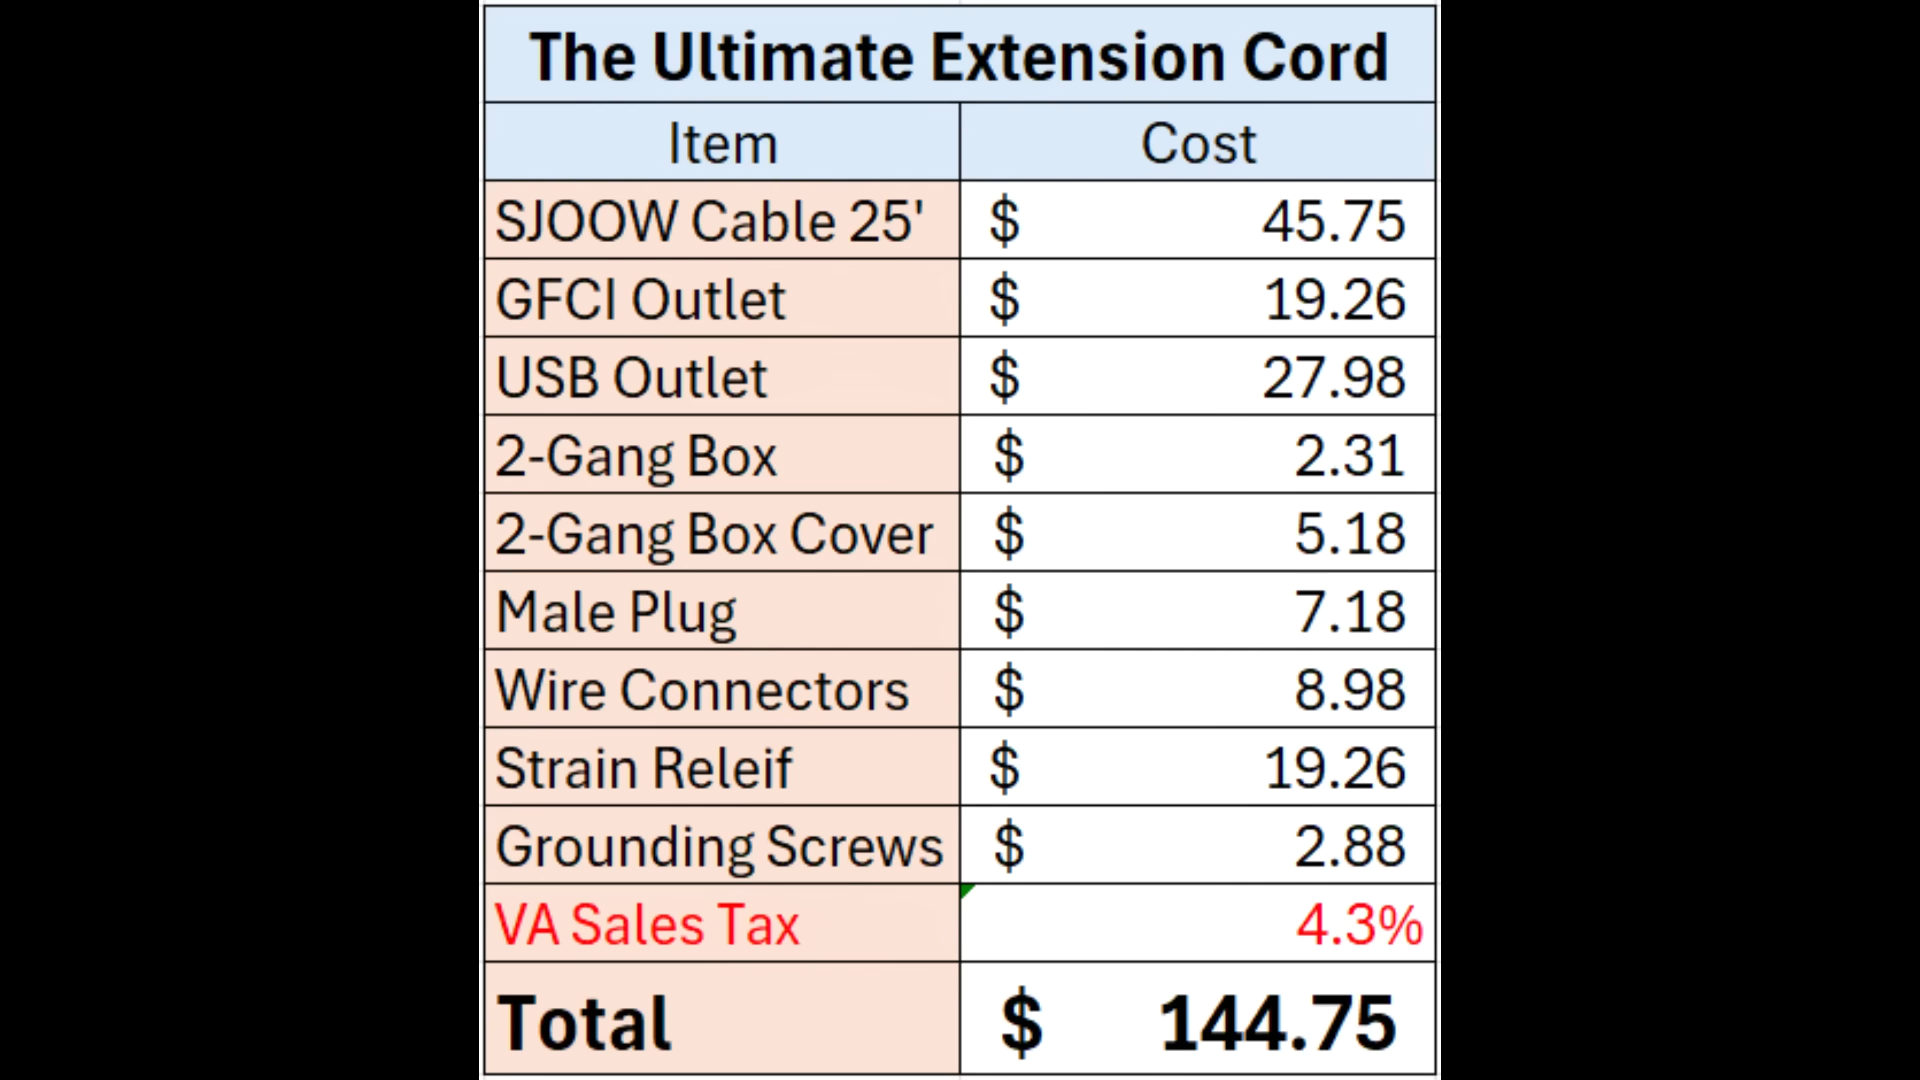 The Ultimate Extension Cord
Item Cost
SJOOW Cable 25' $ 45.75
GFCI Outlet $ 19.26
USB Outlet $ 27.98
2-Gang Box $ 2.31
2-Gang Box Cover $ 5.18
Male Plug $ 7.18
Wire Connectors $ 8.98
Strain Releif $ 19.26
Grounding Screws $ 2.88
VA Sales Tax 4.3%
Total $ 144.75